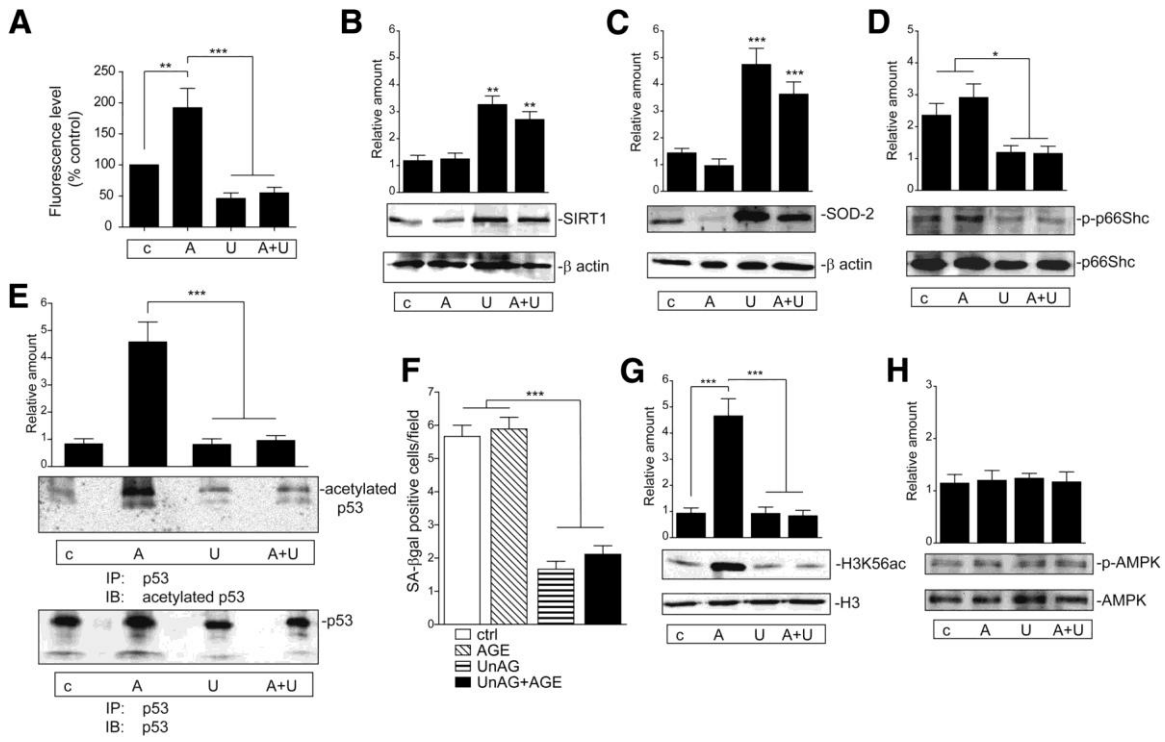 A
Fluorescence level
(% control)
250
200
150
100
50
0
**
***
c A U A+U
B
Relative amount
6
5
4
3
2
1
0
**
**
-SIRT1
-β actin
c A U A+U
C
Relative amount
6
5
4
3
2
1
0
***
***
-SOD-2
-β actin
c A U A+U
D
Relative amount
5
4
3
2
1
0
*
-p-p66Shc
-p66Shc
c A U A+U
E
Relative amount
6
5
4
3
2
1
0
***
-acetylated
p53
c A U A+U
IP: p53
IB: acetylated p53
-p53
c A U A+U
IP: p53
IB: p53
F
SA-βgal positive cells/field
7
6
5
4
3
2
1
0
***
ctrl
AGE
UnAG
UnAG+AGE
G
Relative amount
6
5
4
3
2
1
0
***
***
-H3K56ac
-H3
c A U A+U
H
Relative amount
3
2
1
0
-p-AMPK
-AMPK
c A U A+U